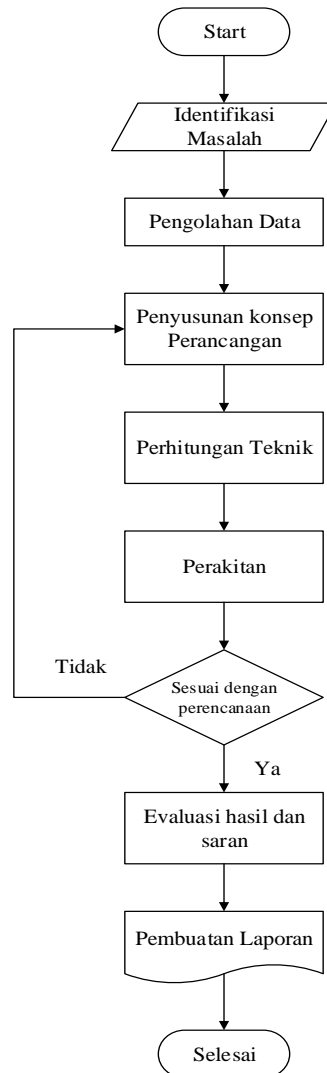 Start
Identifikasi
Masalah
Pengolahan Data
Penyusunan konsep
Perancangan
Perhitungan Teknik
Perakitan
Tidak
Sesuai dengan
perencanaan
Ya
Evaluasi hasil dan
saran
Pembuatan Laporan
Selesai